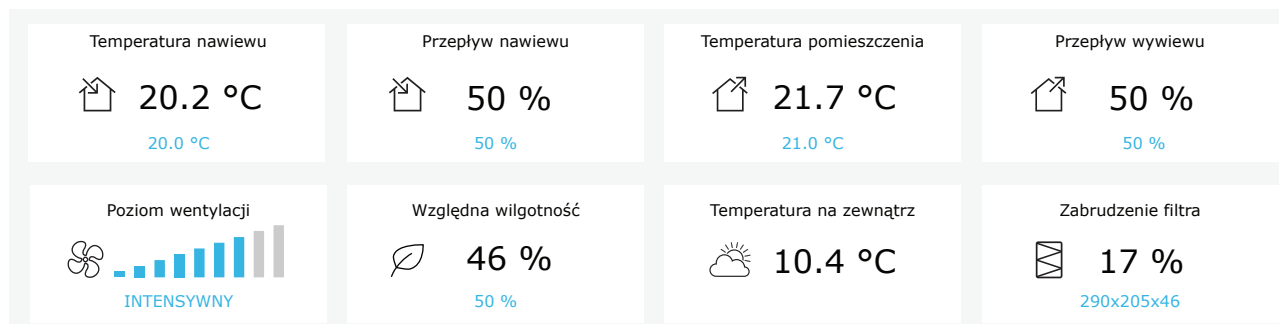 Temperatura nawiewu
20.2 °C
20.0 °C
Przepływ nawiewu
50 %
50 %
Temperatura pomieszczenia
21.7 °C
21.0 °C
Przepływ wywiewu
50 %
50 %
Poziom wentylacji
INTENSYWNY
Względna wilgotność
46 %
50 %
Temperatura na zewnątrz
10.4 °C
Zabrudzenie filtra
17 %
290x205x46